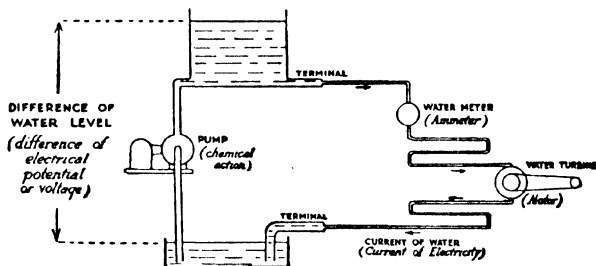 TERMINAL
DIFFERENCE OF
WATER LEVEL
(difference of
electrical
potential
or voltage)
PUMP
(chemical
action)
WATER METER
(Ammeter)
WATER TURBINE
(Motor)
TERMINAL
CURRENT OF WATER
(Current of Electricity)